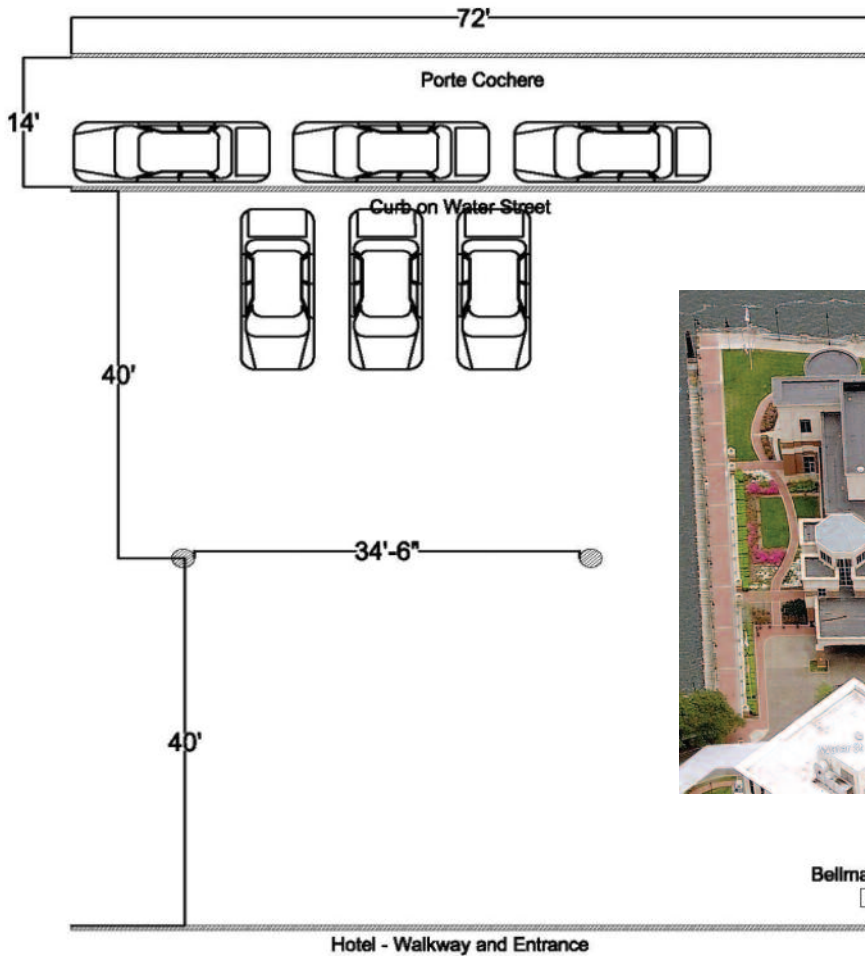 72'
Porte Cochere
14'
Curb on Water Street
40'
34'-6"
40'
Hotel - Walkway and Entrance